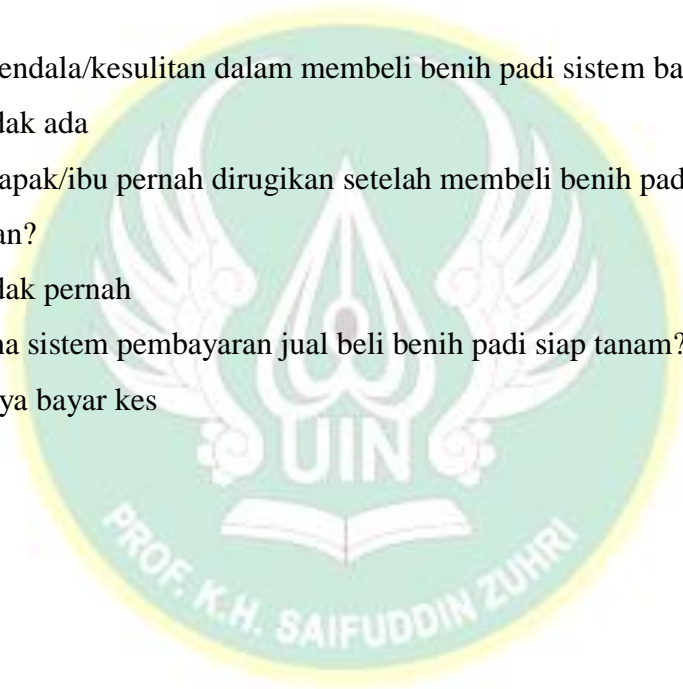 endala/kesulitan dalam membeli benih padi sistem ba
dak ada
apak/ibu pernah dirugikan setelah membeli benih pad
an?
dak pernah
na sistem pembayaran jual beli benih padi siap tanam?
ya bayar kes
UIN
PROF. K.H. SAIFUDDIN ZUHRI